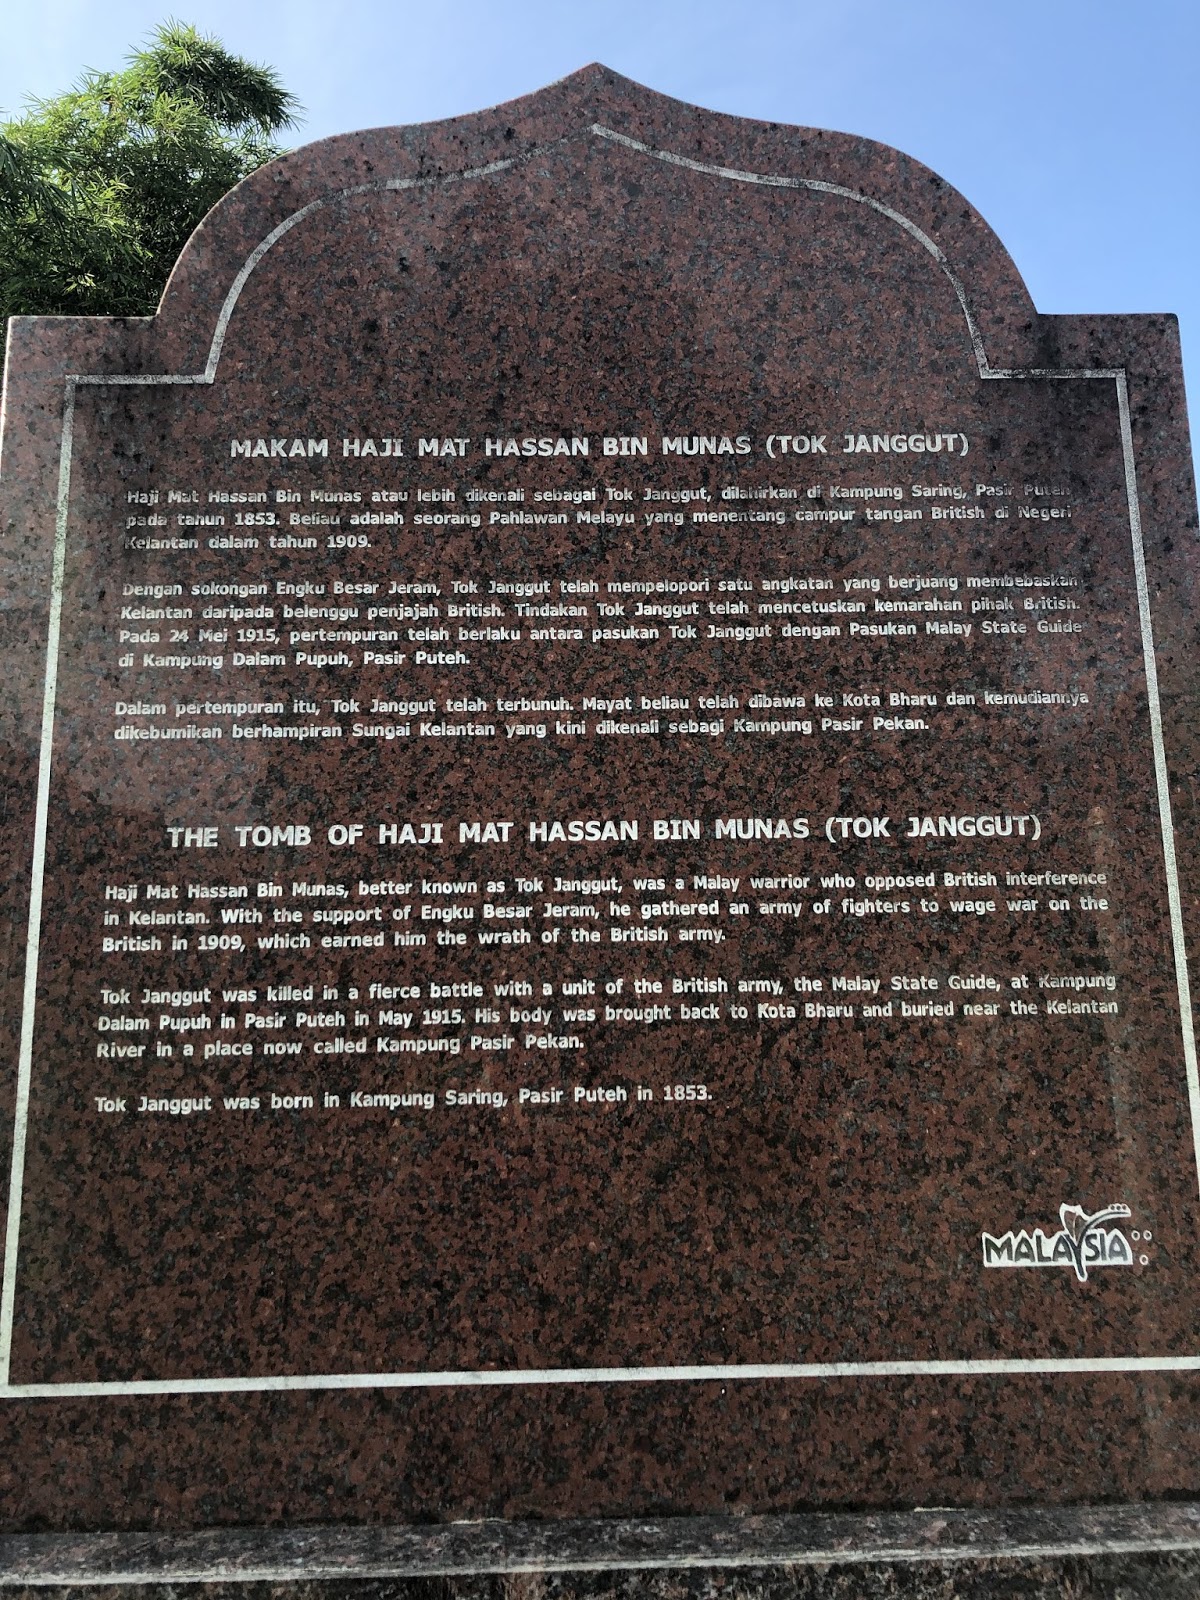 MAKAM HAJI MAT HASSAN BIN MUNAS (TOK JANGGUT)
Haji Mat Hassan Bin Munas atau lebih dikenali sebagai Tok Janggut, dilahirkan di Kampung Saring, Pasir Puteh
pada tahun 1853. Beliau adalah seorang Pahlawan Melayu yang menentang campur tangan British di Negeri
Kelantan dalam tahun 1909.
Dengan sokongan Engku Besar Jeram, Tok Janggut telah mempelopori satu angkatan yang berjuang membebaskan
Kelantan daripada belenggu penjajah British. Tindakan Tok Janggut telah mencetuskan kemarahan pihak British.
Pada 24 Mei 1915, pertempuran telah berlaku antara pasukan Tok Janggut dengan Pasukan Malay State Guide
di Kampung Dalam Pupuh, Pasir Puteh.
Dalam pertempuran itu, Tok Janggut telah terbunuh. Mayat beliau telah dibawa ke Kota Bharu dan kemudiannya
dikebumikan berhampiran Sungai Kelantan yang kini dikenali sebagi Kampung Pasir Pekan.
THE TOMB OF HAJI MAT HASSAN BIN MUNAS (TOK JANGGUT)
Haji Mat Hassan Bin Munas, better known as Tok Janggut, was a Malay warrior who opposed British interference
in Kelantan. With the support of Engku Besar Jeram, he gathered an army of fighters to wage war on the
British in 1909, which earned him the wrath of the British army.
Tok Janggut was killed in a fierce battle with a unit of the British army, the Malay State Guide, at Kampung
Dalam Pupuh in Pasir Puteh in May 1915. His body was brought back to Kota Bharu and buried near the Kelantan
River in a place now called Kampung Pasir Pekan.
Tok Janggut was born in Kampung Saring, Pasir Puteh in 1853.
MALAYSIA